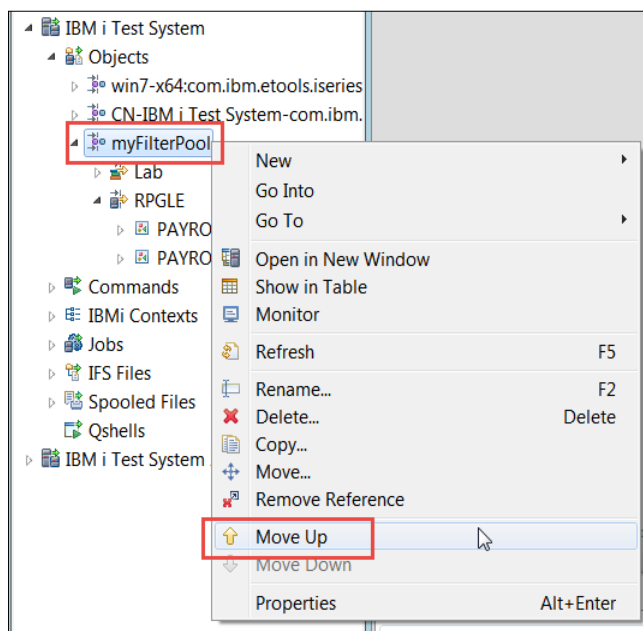 IBM i Test System
Objects
win7-x64:com.ibm.etools.iseries
CN-IBM i Test System-com.ibm.
myFilterPool
Lab
RPGLE
PAYRO
PAYRO
Commands
IBMi Contexts
Jobs
IFS Files
Spooled Files
Qshells
IBM i Test System
New
Go Into
Go To
Open in New Window
Show in Table
Monitor
Refresh F5
Rename... F2
Delete... Delete
Copy...
Move...
Remove Reference
Move Up
Move Down
Properties Alt+Enter